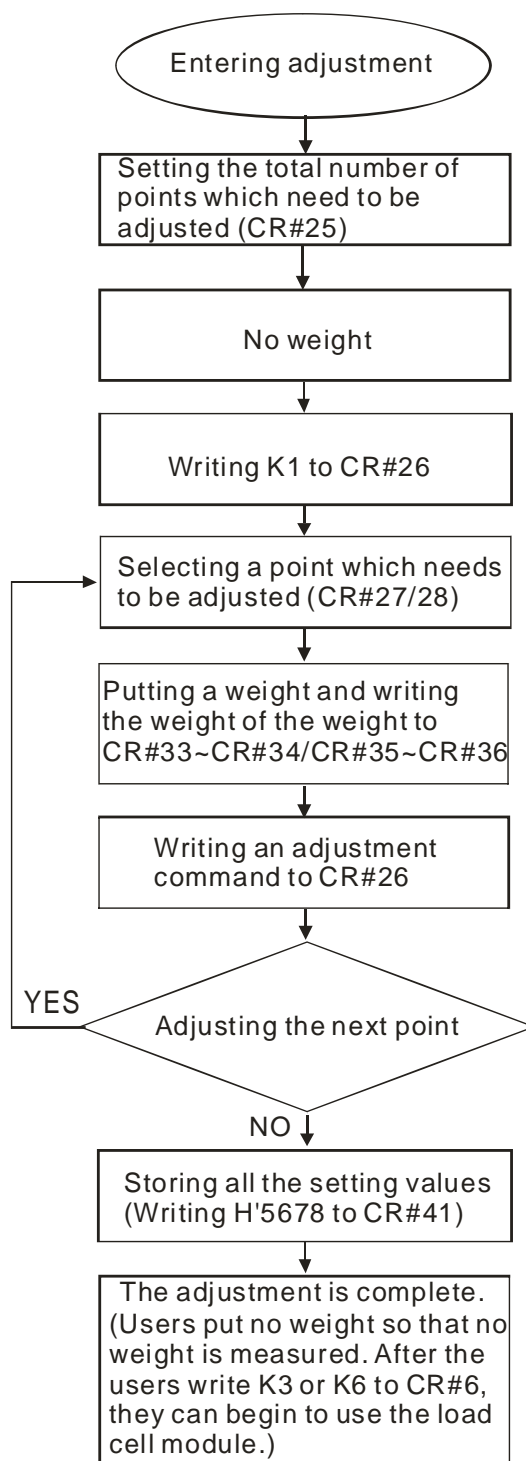 Entering adjustment
Setting the total number of
points which need to be
adjusted (CR#25)
No weight
Writing K1 to CR#26
Selecting a point which needs
to be adjusted (CR#27/28)
Putting a weight and writing
the weight of the weight to
CR#33~CR#34/CR#35~CR#36
Writing an adjustment
command to CR#26
YES
Adjusting the next point
NO
Storing all the setting values
(Writing H'5678 to CR#41)
The adjustment is complete.
(Users put no weight so that no
weight is measured. After the
users write K3 or K6 to CR#6,
they can begin to use the load
cell module.)